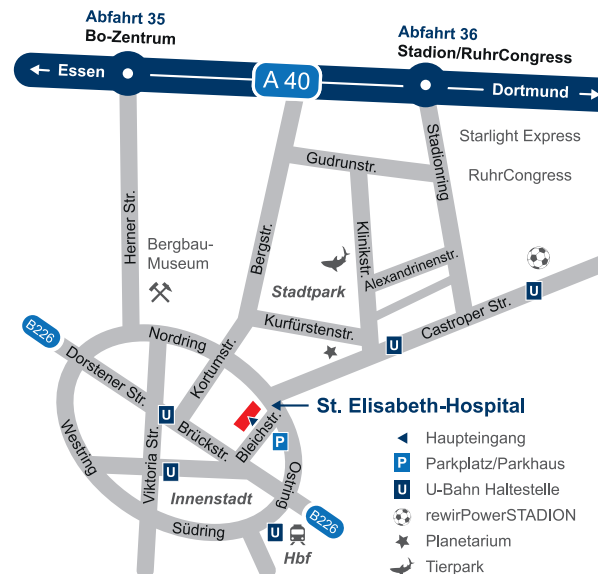 Abfahrt 35
Bo-Zentrum
Abfahrt 36
Stadion/RuhrCongress
Essen
A 40
Dortmund
Starlight Express
RuhrCongress
Gudrunstr.
Stadionring
Herner Str.
Bergstr.
Klinikstr.
Alexandrinenstr.
Bergbau-
Museum
Stadtpark
Kurfürstenstr.
Castroper Str.
U
U
B226
Nordring
Kortumstr.
Dorstener Str.
U
Brückstr.
Bleichstr.
St. Elisabeth-Hospital
P
Westring
Viktoria Str.
U
Innenstadt
Ostring
B226
Südring
U
Hbf
Haupteingang
P Parkplatz/Parkhaus
U U-Bahn Haltestelle
rewirPowerSTADION
Planetarium
Tierpark